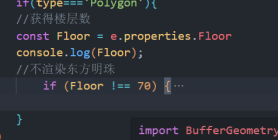 if(type==='Polygon'){
//获得楼层数
const Floor = e.properties.Floor
console.log(Floor);
//不渲染东方明珠
if (Floor !== 70) {…
}
import BufferGeometry